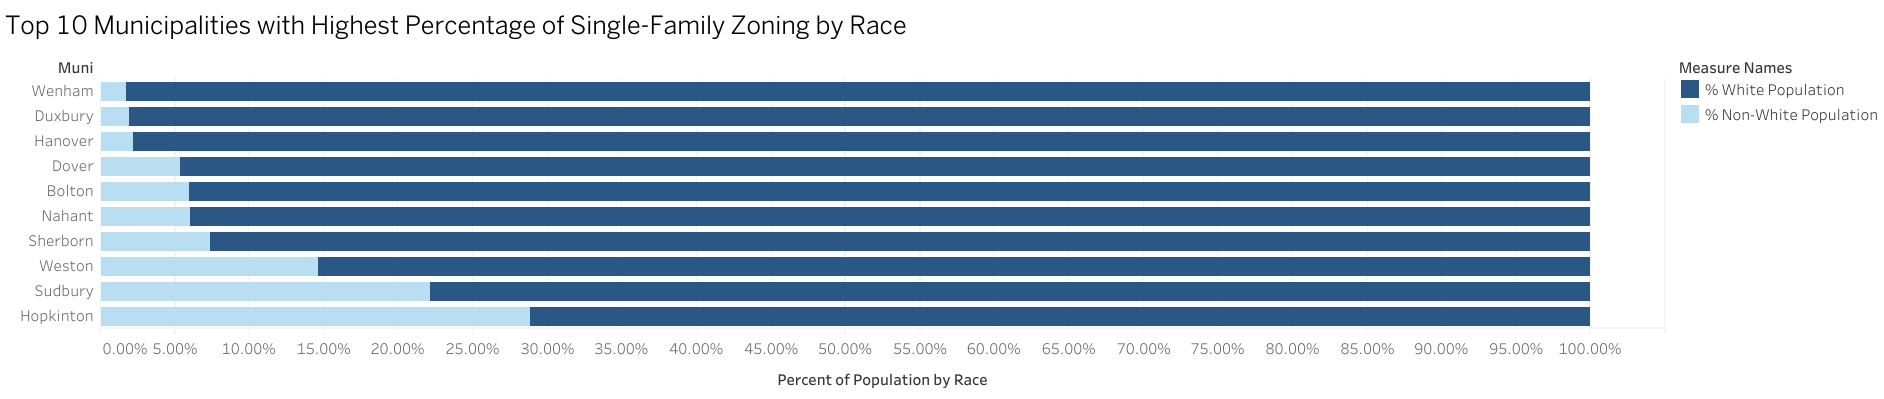 Top 10 Municipalities with Highest Percentage of Single-Family Zoning by Race
Muni
Wenham
Duxbury
Hanover
Dover
Bolton
Nahant
Sherborn
Weston
Sudbury
Hopkinton
0.00% 5.00% 10.00% 15.00% 20.00% 25.00% 30.00% 35.00% 40.00% 45.00% 50.00% 55.00% 60.00% 65.00% 70.00% 75.00% 80.00% 85.00% 90.00% 95.00% 100.00%
Percent of Population by Race
Measure Names
% White Population
% Non-White Population